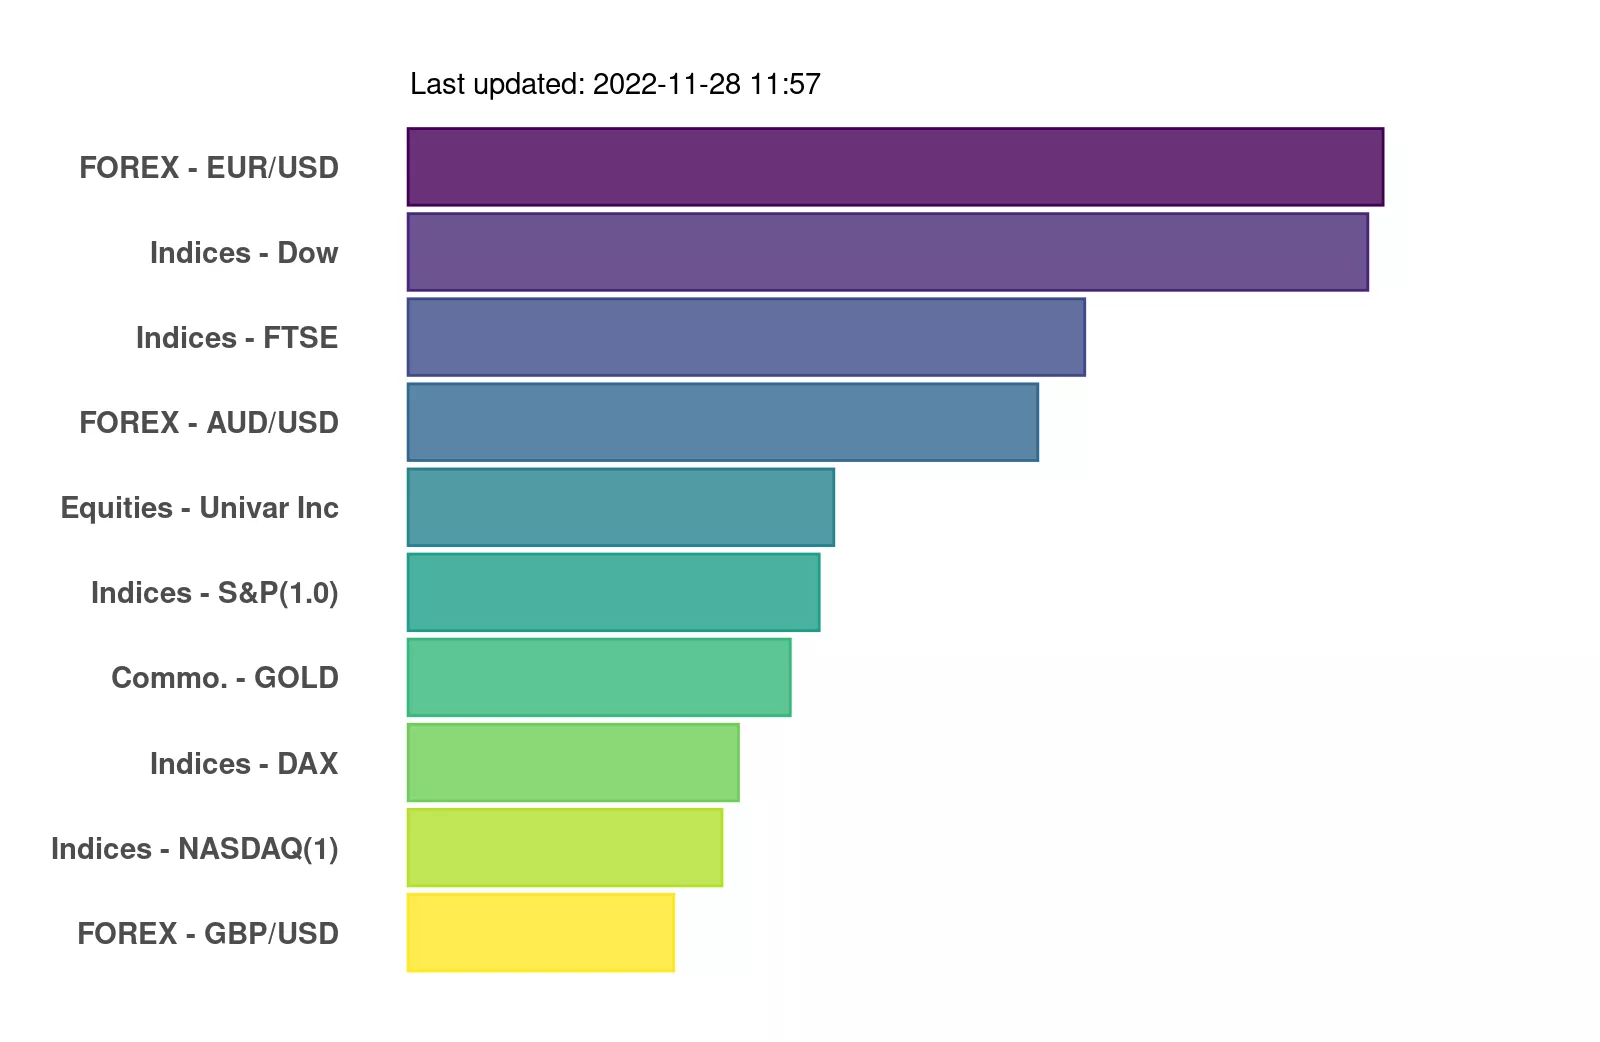 Last updated: 2022-11-28 11:57
FOREX - EUR/USD
Indices - Dow
Indices - FTSE
FOREX - AUD/USD
Equities - Univar Inc
Indices - S&P(1.0)
Commo. - GOLD
Indices - DAX
Indices - NASDAQ(1)
FOREX - GBP/USD